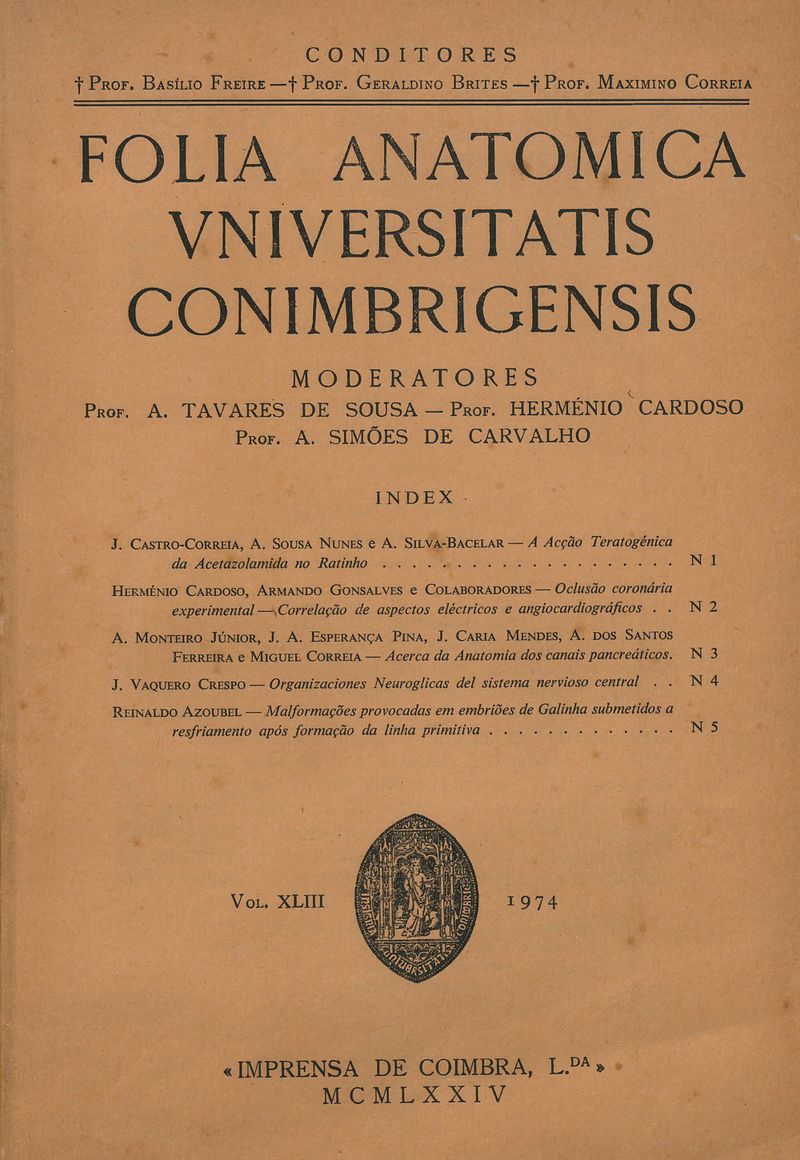 CONDITORES
† Prof. Basílio Freire —† Prof. Geraldino Brites —† Prof. Maximino Correia
FOLIA ANATOMICA
VNIVERSITATIS
CONIMBRIGENSIS
MODERATORES
Prof. A. TAVARES DE SOUSA — Prof. HERMÉNIO CARDOSO
Prof. A. SIMÕES DE CARVALHO
INDEX
J. Castro-Correia, A. Sousa Nunes e A. Silva-Bacelar — A Acção Teratogénica
da Acetazolamida no Ratinho . . . . . . . . . . . . . . . . . . . . N 1
Herménio Cardoso, Armando Gonsalves e Colaboradores — Oclusão coronária
experimental — Correlação de aspectos eléctricos e angiocardiográficos . . N 2
A. Monteiro Júnior, J. A. Esperança Pina, J. Caria Mendes, A. dos Santos
Ferreira e Miguel Correia — Acerca da Anatomia dos canais pancreáticos. N 3
J. Vaquero Crespo — Organizaciones Neuroglicas del sistema nervioso central . . N 4
Reinaldo Azoubel — Malformações provocadas em embriões de Galinha submetidos a
resfriamento após formação da linha primitiva . . . . . . . . . . . . . N 5
Vol. XLIII 1974
«IMPRENSA DE COIMBRA, L.DA»
MCMLXXIV